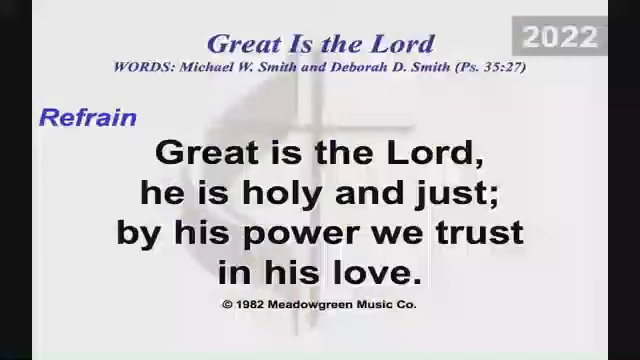 Great Is the Lord
2022
WORDS: Michael W. Smith and Deborah D. Smith (Ps. 35:27)
Refrain
Great is the Lord,
he is holy and just;
by his power we trust
in his love.
© 1982 Meadowgreen Music Co.